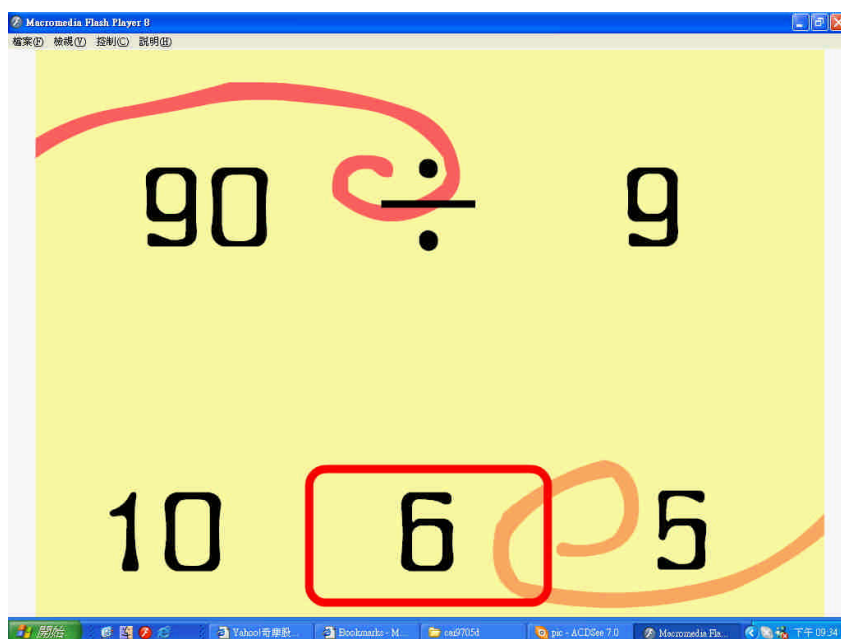 Macromedia Flash Player 8
檔案(F) 檢視(V) 控制(C) 說明(H)
90 ÷ 9
10 6 5
開始 Yahoo!奇摩股... Bookmarks - M... cai9705d pic - ACDSee 7.0 Macromedia Fla... 下午 09:34